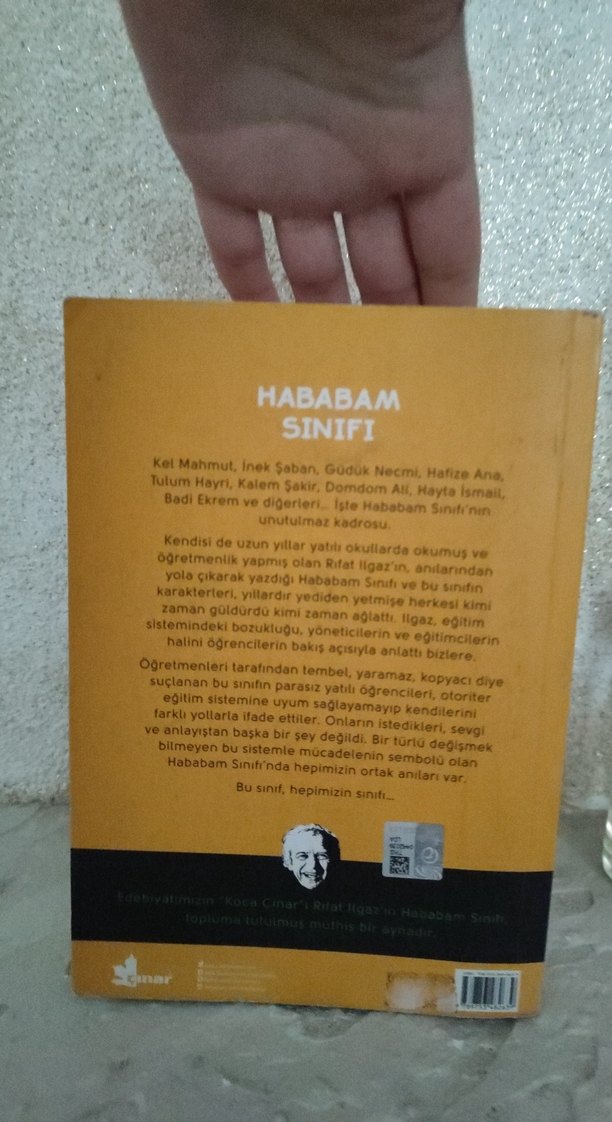 HABABAM
SINIFI
Kel Mahmut, İnek Şaban, Güdük Necmi, Hafize Ana,
Tulum Hayri, Kalem Şakir, Domdom Ali, Hayta İsmail,
Badi Ekrem ve diğerleri... İşte Hababam Sınıfı'nın
unutulmaz kadrosu.
Kendisi de uzun yıllar yatılı okullarda okumuş ve
öğretmenlik yapmış olan Rıfat Ilgaz'ın, anılarından
yola çıkarak yazdığı Hababam Sınıfı ve bu sınıfın
karakterleri, yıllardır yediden yetmişe herkesi kimi
zaman güldürdü kimi zaman ağlattı. Ilgaz, eğitim
sistemindeki bozukluğu, yöneticilerin ve eğitimcilerin
halini öğrencilerin bakış açısıyla anlattı bizlere.
Öğretmenleri tarafından tembel, yaramaz, kopyacı diye
suçlanan bu sınıfın parasız yatılı öğrencileri, otoriter
eğitim sistemine uyum sağlayamayıp kendilerini
farklı yollarla ifade ettiler. Onların istedikleri, sevgi
ve anlayıştan başka bir şey değildi. Bir türlü değişmek
bilmeyen bu sistemle mücadelenin sembolü olan
Hababam Sınıfı'nda hepimizin ortak anıları var.
Bu sınıf, hepimizin sınıfı...
Edebiyatımızın "Koca Çınar"ı Rıfat Ilgaz'ın Hababam Sınıfı,
topluma tutulmuş müthiş bir aynadır.
çınar